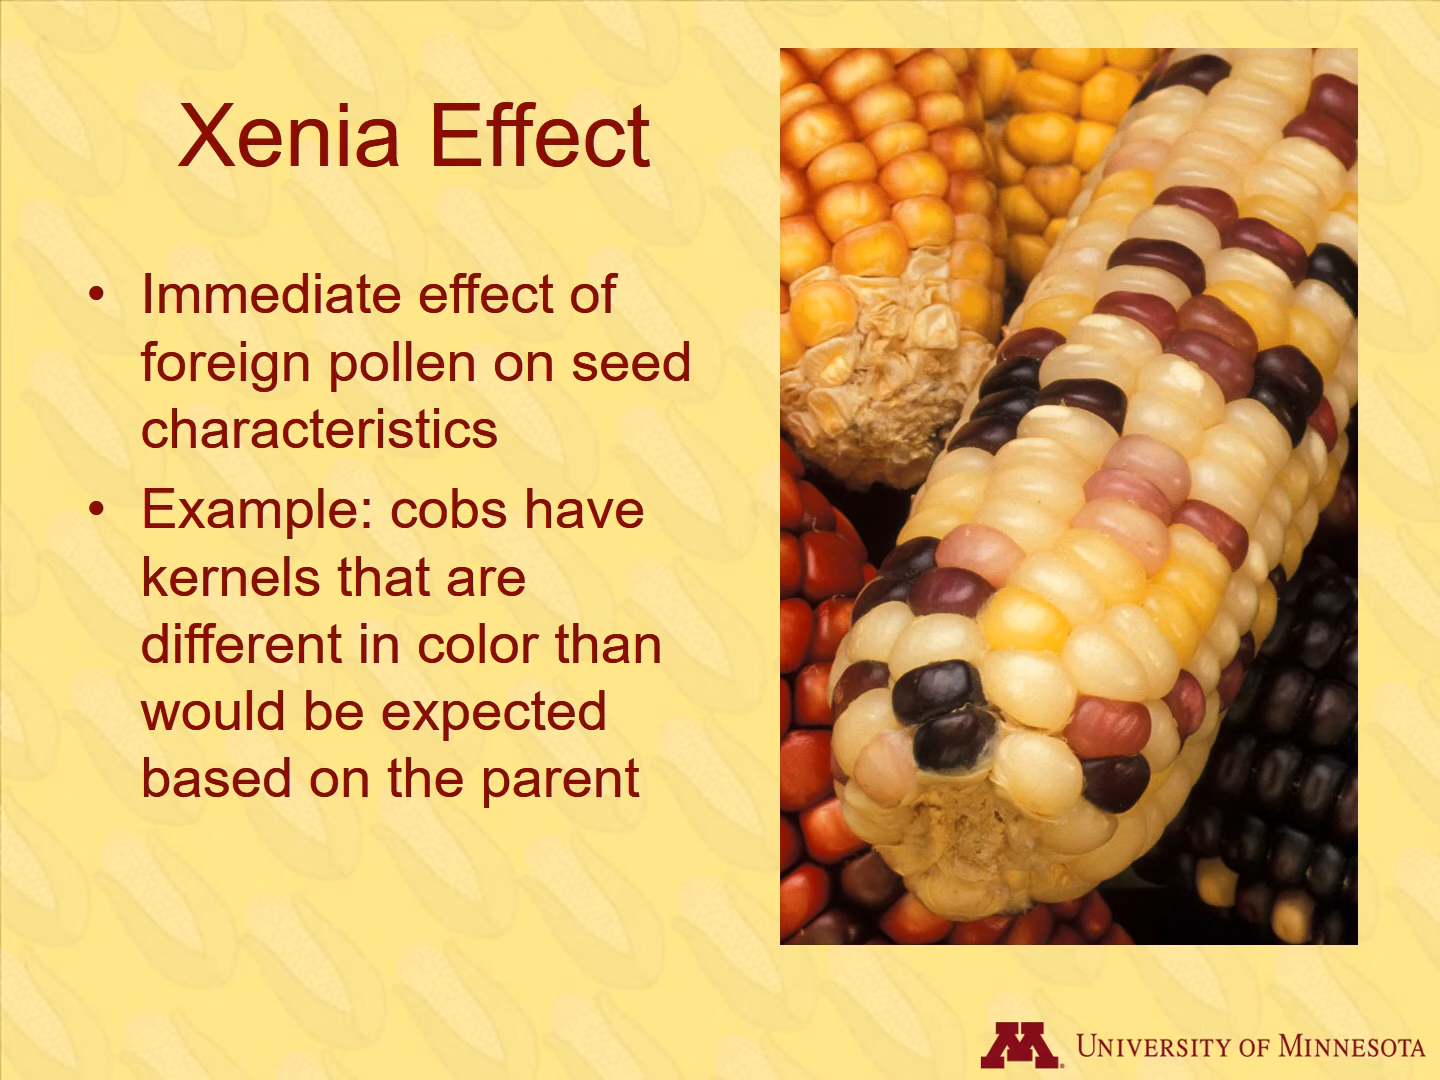 Xenia Effect
• Immediate effect of
foreign pollen on seed
characteristics
• Example: cobs have
kernels that are
different in color than
would be expected
based on the parent
M
UNIVERSITY OF MINNESOTA